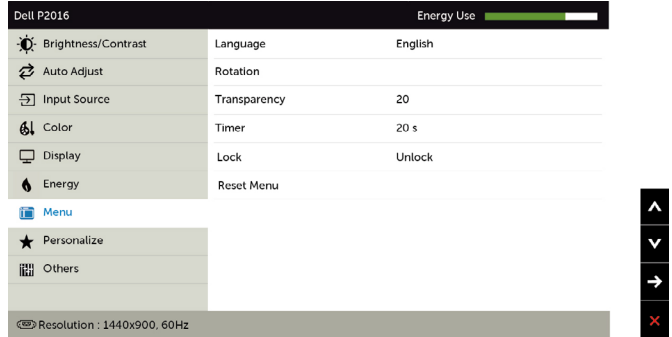 Dell P2016 Energy Use
Brightness/Contrast Language English
Auto Adjust Rotation
Input Source Transparency 20
Color Timer 20 s
Display Lock Unlock
Energy Reset Menu
Menu
Personalize
Others
Resolution : 1440x900, 60Hz